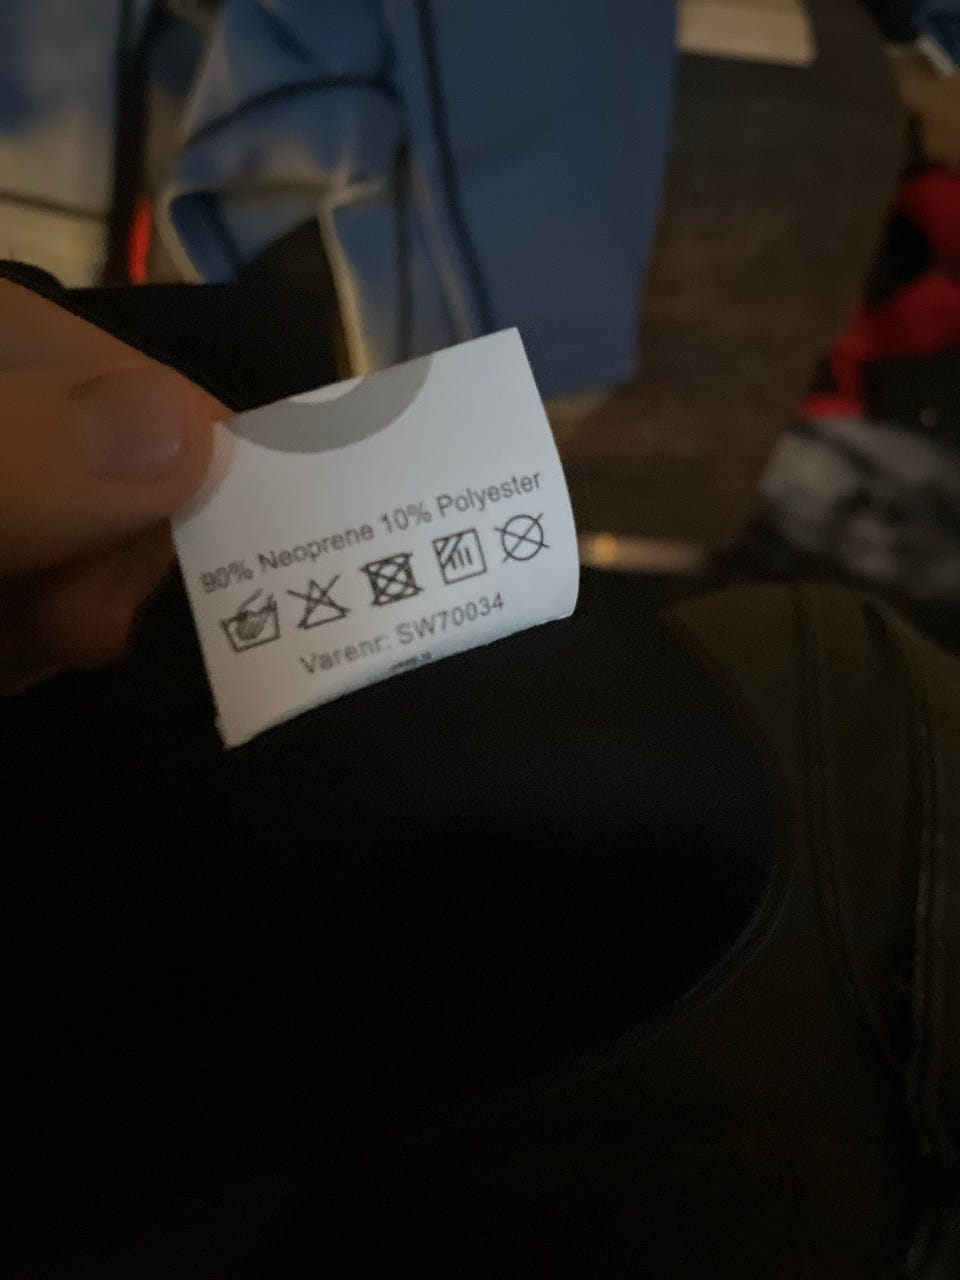 90% Neoprene 10% Polyester
Varenr: SW70034